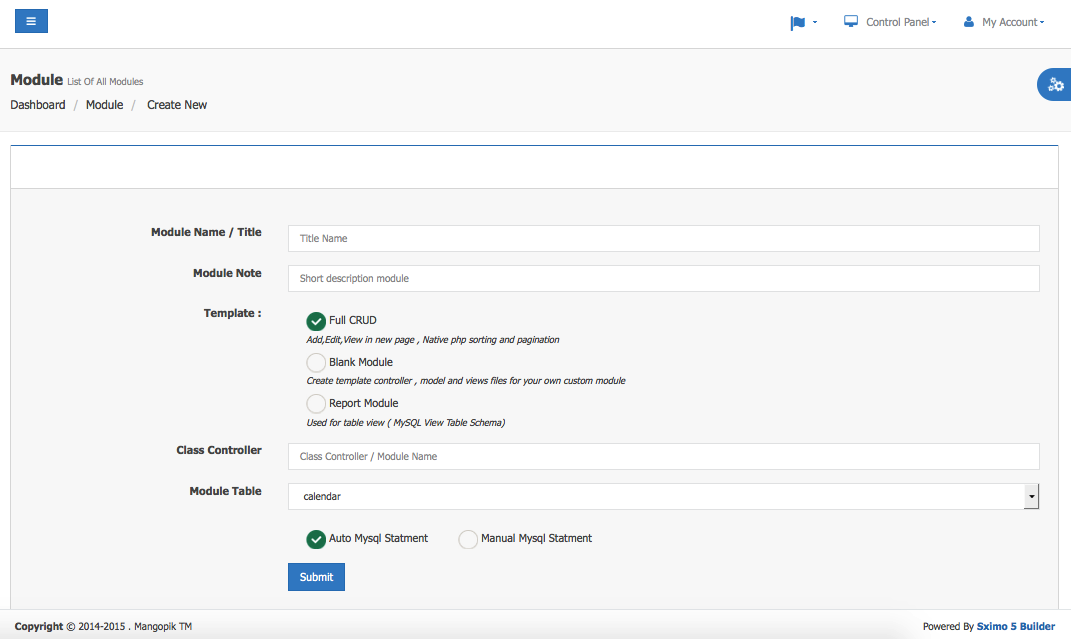 Control Panel
My Account
Module List Of All Modules
Dashboard / Module / Create New
Module Name / Title
Title Name
Module Note
Short description module
Template :
Full CRUD
Add,Edit,View in new page , Native php sorting and pagination
Blank Module
Create template controller , model and views files for your own custom module
Report Module
Used for table view ( MySQL View Table Schema)
Class Controller
Class Controller / Module Name
Module Table
calendar
Auto Mysql Statment Manual Mysql Statment
Submit
Copyright © 2014-2015 . Mangopik TM
Powered By Sximo 5 Builder